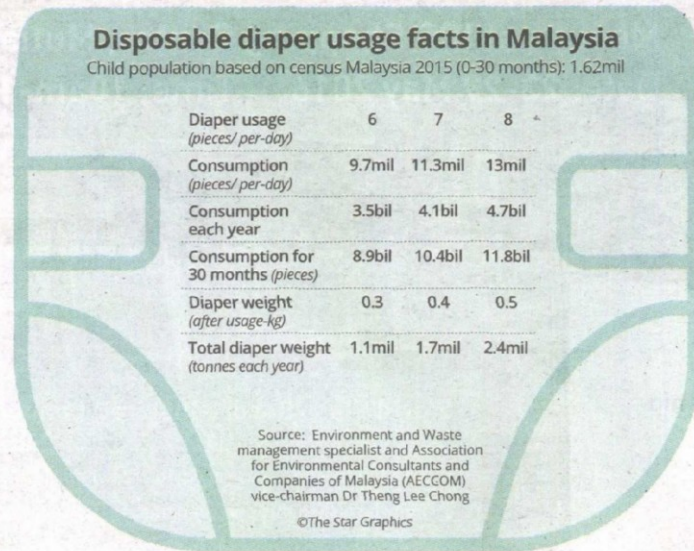 Disposable diaper usage facts in Malaysia
Child population based on census Malaysia 2015 (0-30 months): 1.62mil
Diaper usage 6 7 8
(pieces/ per-day)
Consumption 9.7mil 11.3mil 13mil
(pieces/ per-day)
Consumption 3.5bil 4.1bil 4.7bil
each year
Consumption for 8.9bil 10.4bil 11.8bil
30 months (pieces)
Diaper weight 0.3 0.4 0.5
(after usage-kg)
Total diaper weight 1.1mil 1.7mil 2.4mil
(tonnes each year)
Source: Environment and Waste
management specialist and Association
for Environmental Consultants and
Companies of Malaysia (AECCOM)
vice-chairman Dr Theng Lee Chong
©The Star Graphics